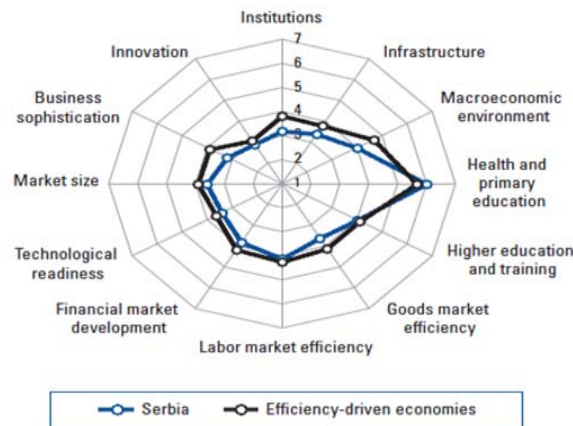 Institutions
7
Innovation
Infrastructure
6
Business
sophistication
5
Macroeconomic
environment
4
3
2
Market size
1
Health and
primary
education
Technological
readiness
Higher education
and training
Financial market
development
Goods market
efficiency
Labor market efficiency
Serbia
Efficiency-driven economies